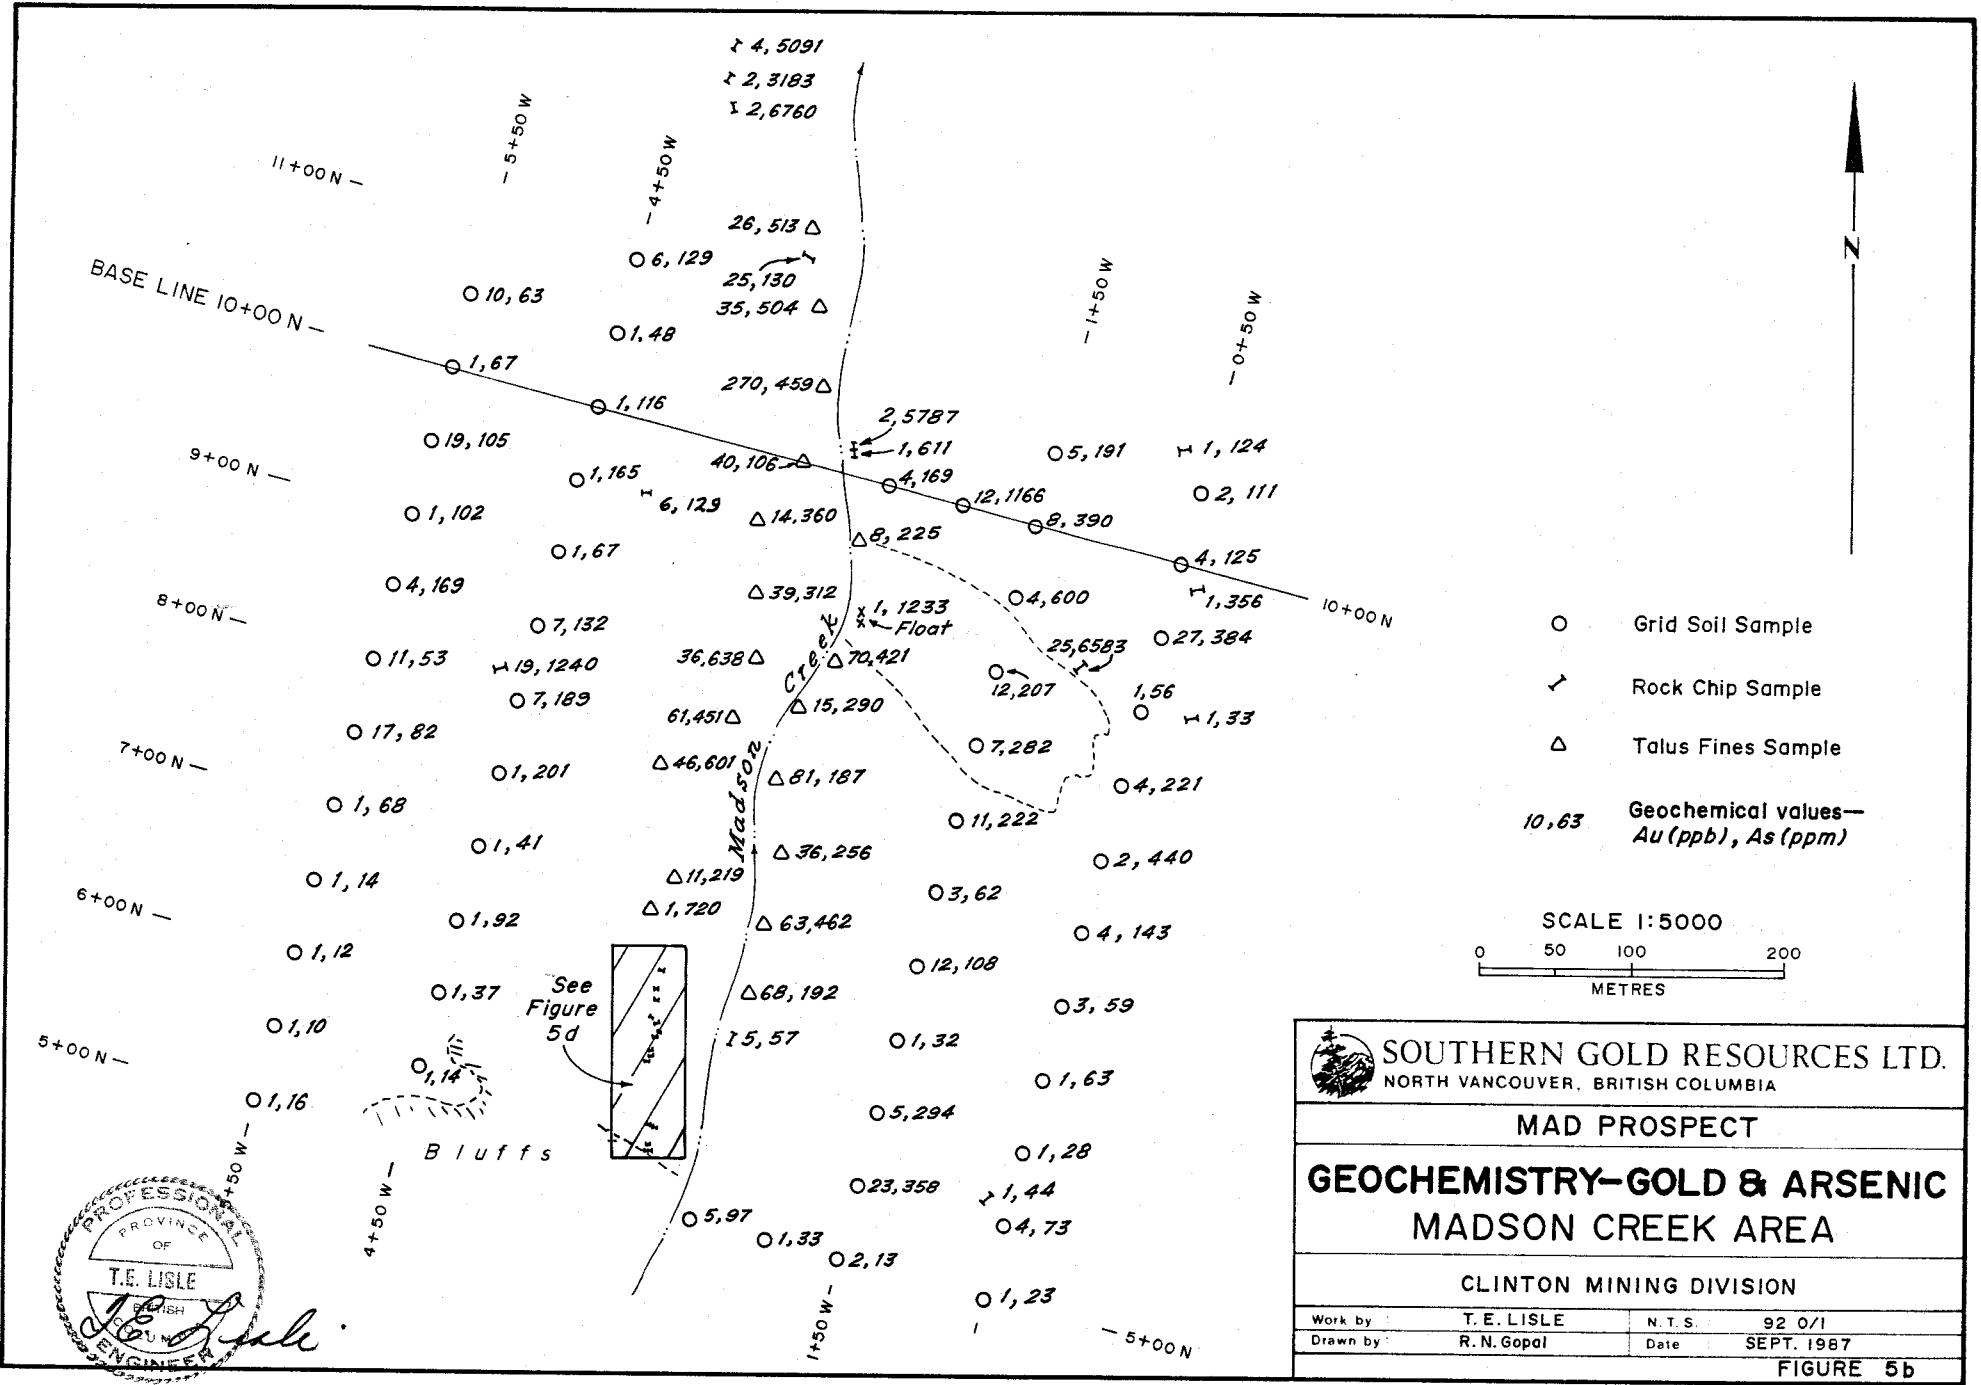 4, 5091
2, 3183
2, 6760
11+00 N —
— 5+50 W
— 4+50 W
26, 513
6, 129
25, 130
35, 504
BASE LINE 10+00 N —
10, 63
1, 48
— 1+50 W
— 0+50 W
1, 67
270, 459
1, 116
2, 5787
1, 611
19, 105
5, 191
1, 124
9+00 N —
1, 165
40, 106
4, 169
6, 129
12, 1166
2, 111
1, 102
14, 360
8, 390
8, 225
1, 67
4, 125
4, 169
39, 312
4, 600
1, 356
10+00 N
8+00 N —
1, 1233
Float
7, 132
27, 384
11, 53
19, 1240
36, 638
Madson Creek
70, 421
25, 6583
12, 207
7, 189
1, 56
61, 451
15, 290
1, 33
17, 82
7+00 N —
7, 282
1, 201
46, 601
81, 187
4, 221
1, 68
11, 222
1, 41
36, 256
2, 440
1, 14
11, 219
3, 62
6+00 N —
1, 720
1, 92
63, 462
4, 143
1, 12
12, 108
1, 37
See
Figure
5d
68, 192
3, 59
1, 10
5, 57
1, 32
5+00 N —
1, 14
1, 63
1, 16
5, 294
Bluffs
1, 28
23, 358
1, 44
5+50 W —
4+50 W —
5, 97
1, 33
4, 73
2, 13
1, 23
1+50 W —
— 5+00 N
N
Grid Soil Sample
Rock Chip Sample
Talus Fines Sample
10, 63 Geochemical values—
Au (ppb), As (ppm)
SCALE 1:5000
0 50 100 200
METRES
SOUTHERN GOLD RESOURCES LTD.
NORTH VANCOUVER, BRITISH COLUMBIA
MAD PROSPECT
GEOCHEMISTRY–GOLD & ARSENIC
MADSON CREEK AREA
CLINTON MINING DIVISION
Work by T. E. LISLE N. T. S. 92 O/1
Drawn by R. N. Gopal Date SEPT. 1987
FIGURE 5b
PROFESSIONAL
PROVINCE
OF
T.E. LISLE
BRITISH
ENGINEER
T E Lisle